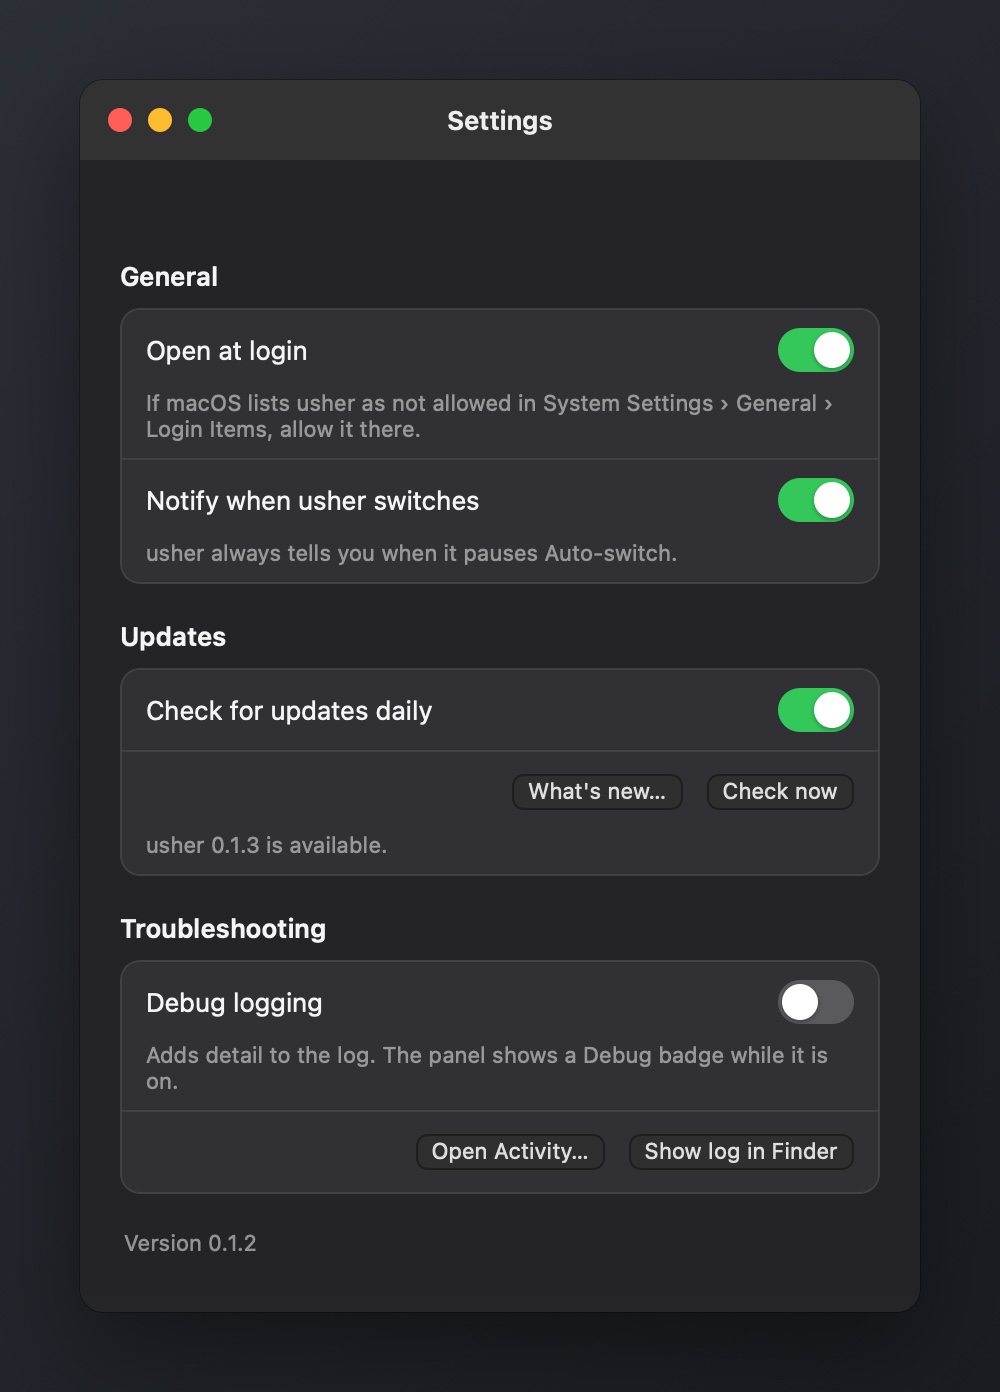 Settings
General
Open at login
If macOS lists usher as not allowed in System Settings › General ›
Login Items, allow it there.
Notify when usher switches
usher always tells you when it pauses Auto-switch.
Updates
Check for updates daily
What's new...
Check now
usher 0.1.3 is available.
Troubleshooting
Debug logging
Adds detail to the log. The panel shows a Debug badge while it is
on.
Open Activity...
Show log in Finder
Version 0.1.2